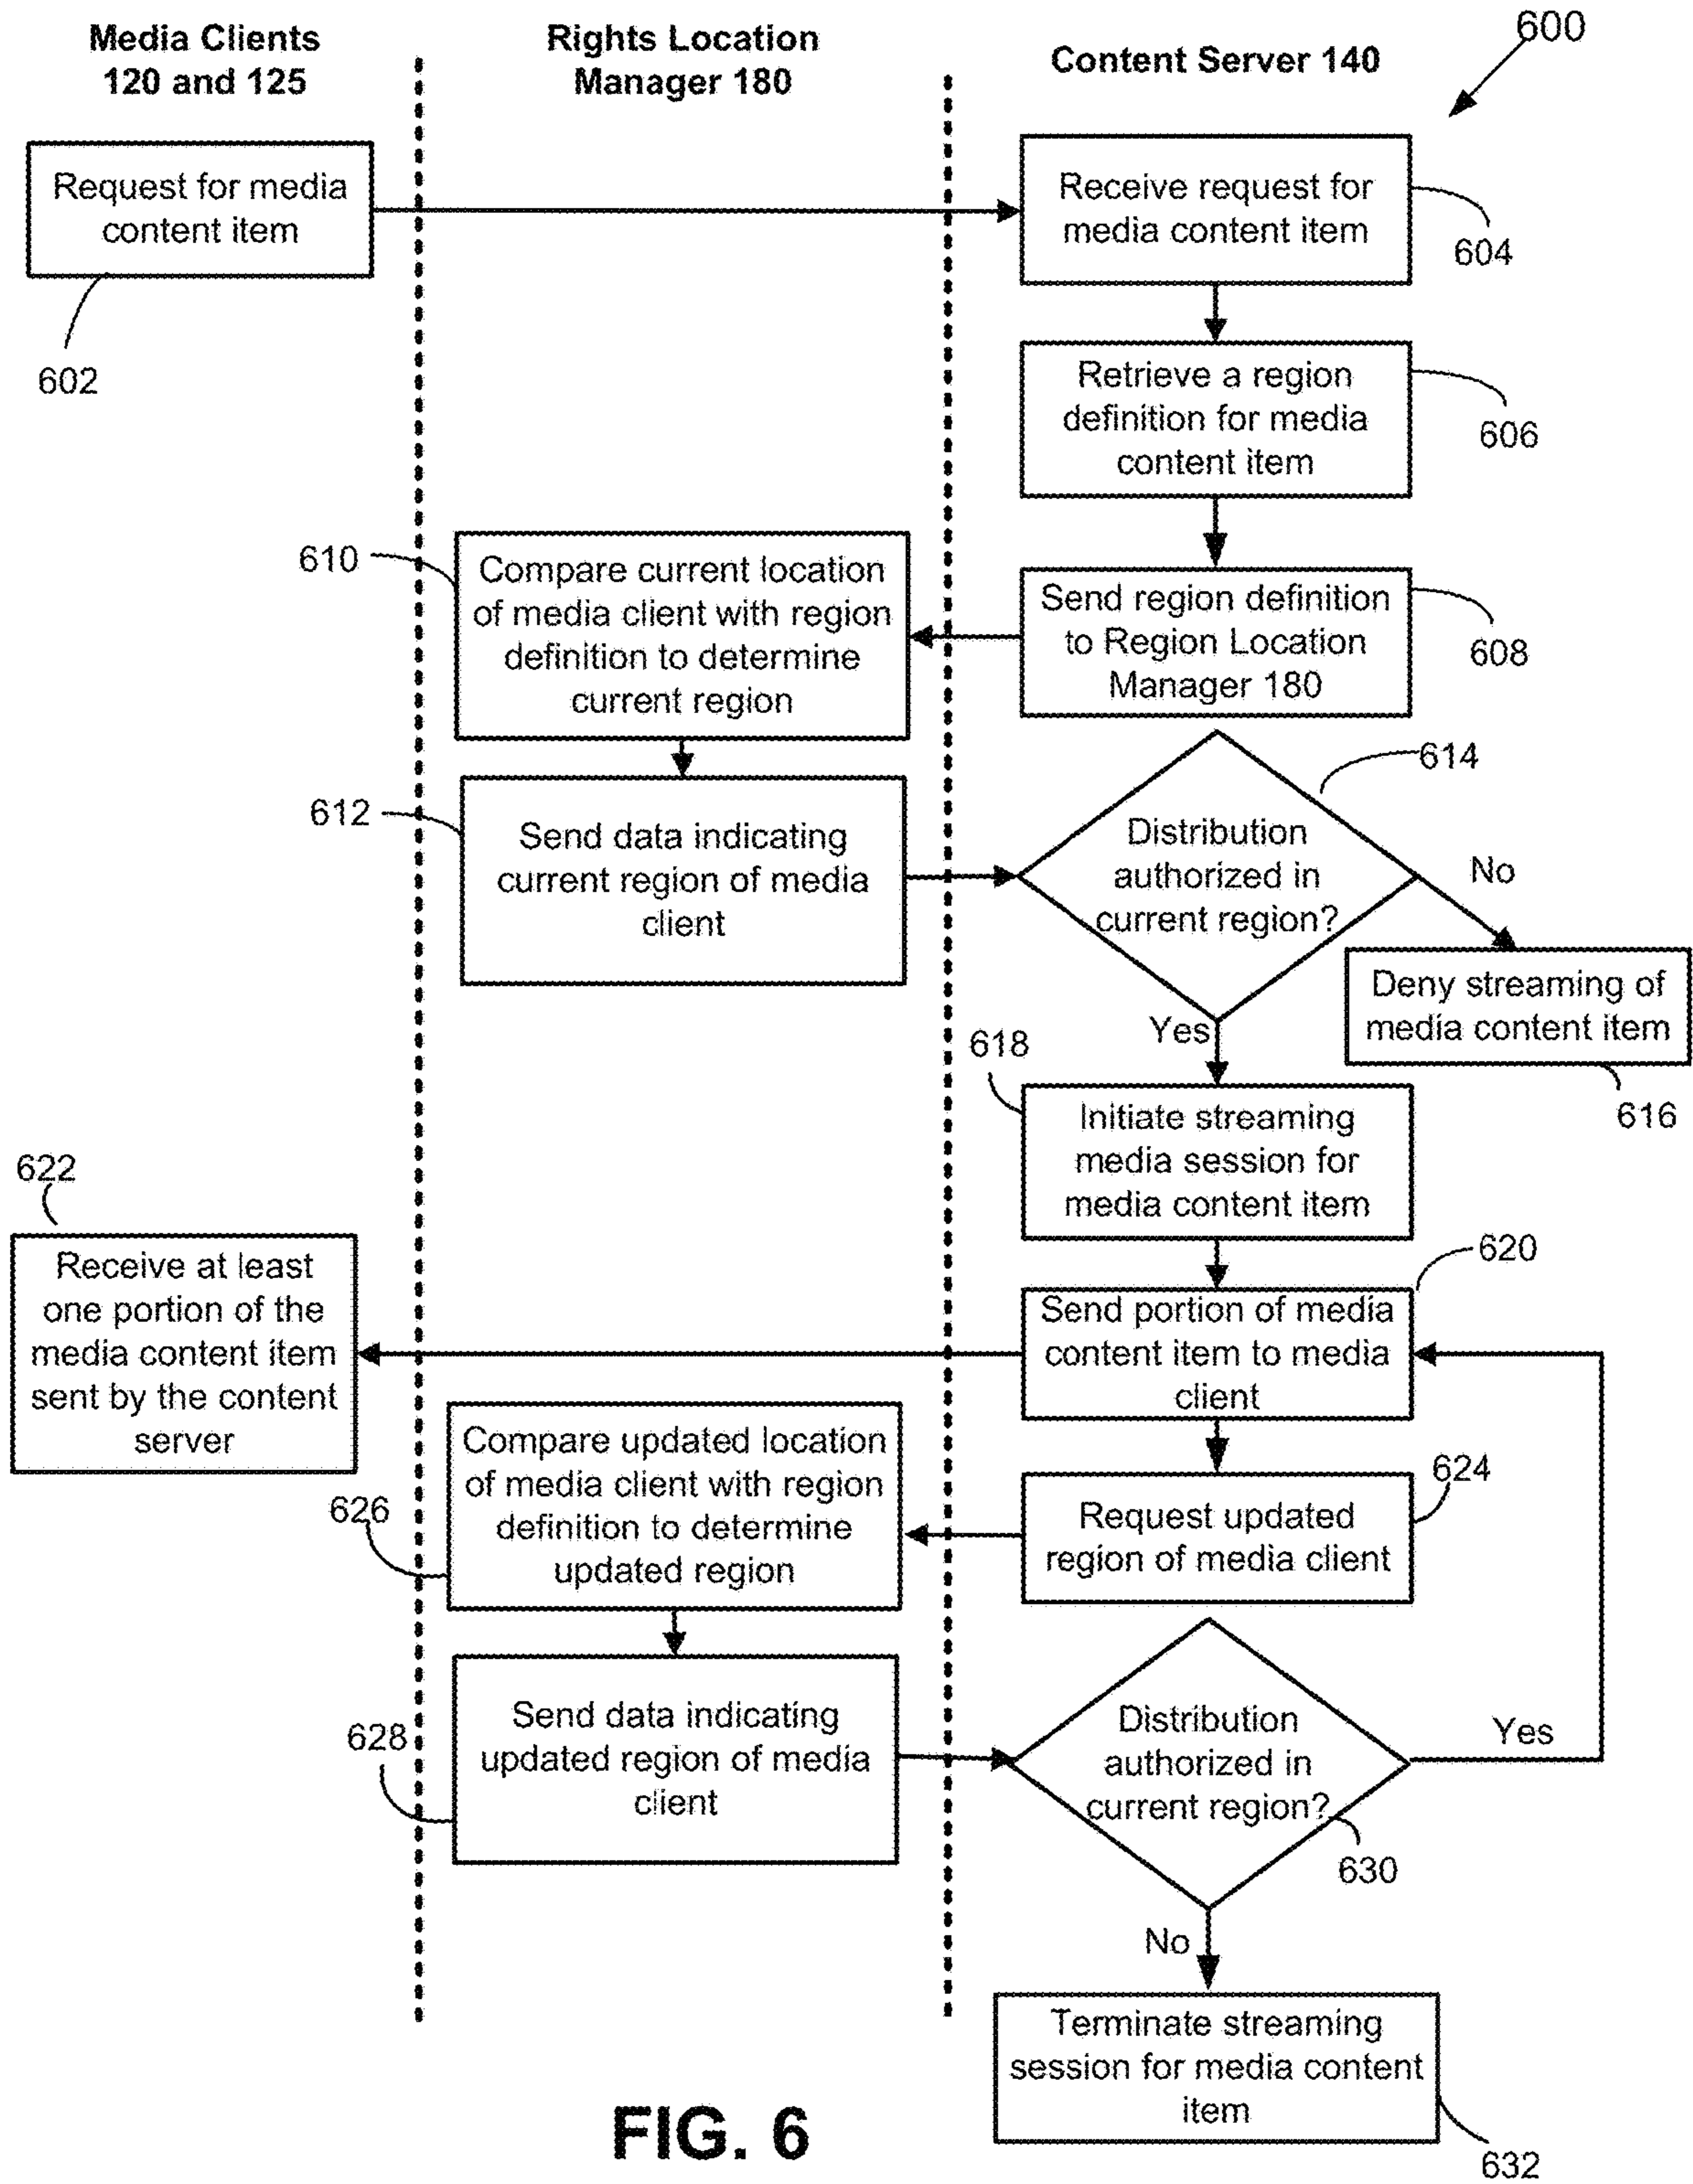 Media Clients
120 and 125
Rights Location
Manager 180
Content Server 140
600
Request for media
content item
602
Receive request for
media content item
604
Retrieve a region
definition for media
content item
606
Send region definition
to Region Location
Manager 180
608
610
Compare current location
of media client with region
definition to determine
current region
612
Send data indicating
current region of media
client
614
Distribution
authorized in
current region?
No
Deny streaming of
media content item
616
Yes
618
Initiate streaming
media session for
media content item
620
Send portion of media
content item to media
client
622
Receive at least
one portion of the
media content item
sent by the content
server
624
Request updated
region of media client
626
Compare updated location
of media client with region
definition to determine
updated region
628
Send data indicating
updated region of media
client
Distribution
authorized in
current region?
630
Yes
No
Terminate streaming
session for media content
item
632
FIG. 6